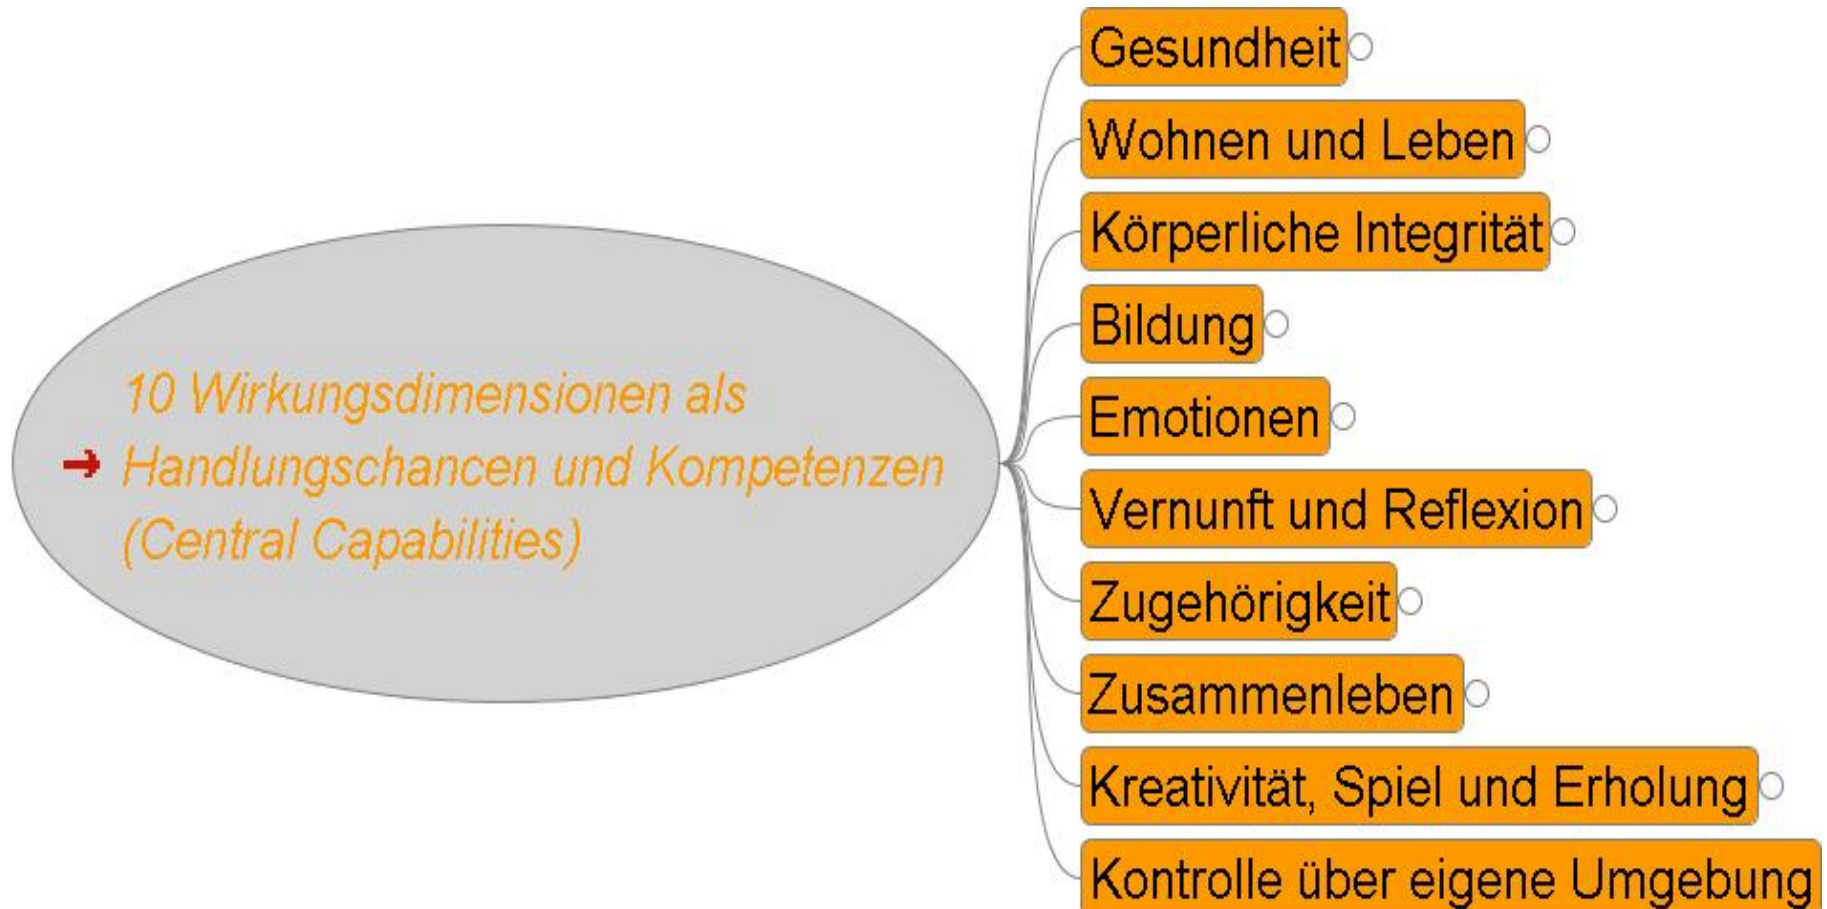 10 Wirkungsdimensionen als
Handlungschancen und Kompetenzen
(Central Capabilities)
Gesundheit
Wohnen und Leben
Körperliche Integrität
Bildung
Emotionen
Vernunft und Reflexion
Zugehörigkeit
Zusammenleben
Kreativität, Spiel und Erholung
Kontrolle über eigene Umgebung